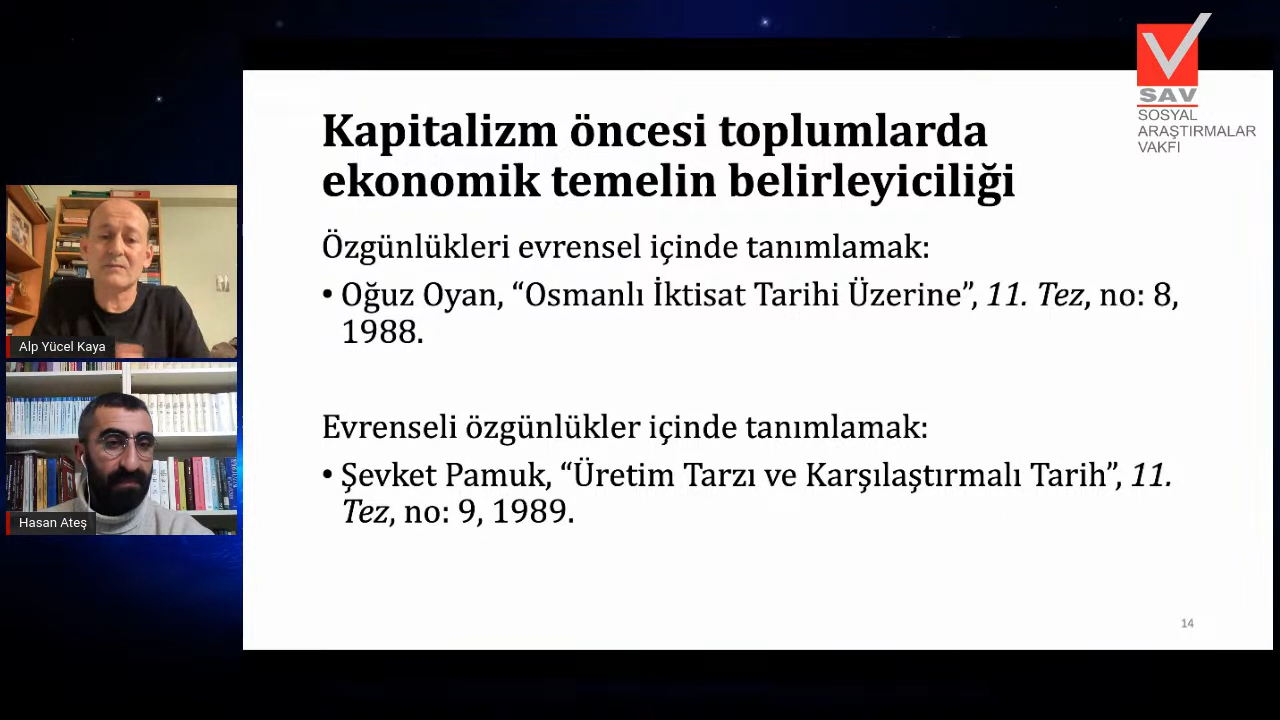 SAV
SOSYAL
ARAŞTIRMALAR
VAKFI
Kapitalizm öncesi toplumlarda
ekonomik temelin belirleyiciliği
Özgünlükleri evrensel içinde tanımlamak:
• Oğuz Oyan, “Osmanlı İktisat Tarihi Üzerine”, 11. Tez, no: 8,
1988.
Evrenseli özgünlükler içinde tanımlamak:
• Şevket Pamuk, “Üretim Tarzı ve Karşılaştırmalı Tarih”, 11.
Tez, no: 9, 1989.
14
Alp Yücel Kaya
Hasan Ateş